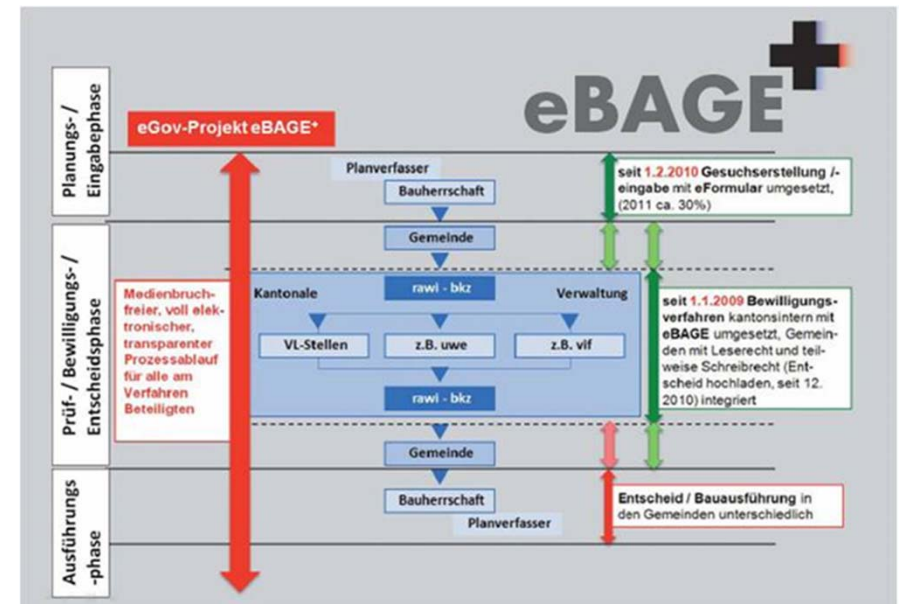 eBAGE+
Planungs- /
Eingabephase
eGov-Projekt eBAGE+
Planverfasser
Bauherrschaft
seit 1.2.2010 Gesuchserstellung /-
eingabe mit eFormular umgesetzt,
(2011 ca. 30%)
Prüf- / Bewilligungs- /
Entscheidsphase
Gemeinde
Medienbruch-
freier, voll elek-
tronischer,
transparenter
Prozessablauf
für alle am
Verfahren
Beteiligten
Kantonale
rawi - bkz
Verwaltung
VL-Stellen
z.B. uwe
z.B. vif
rawi - bkz
seit 1.1.2009 Bewilligungs-
verfahren kantonsintern mit
eBAGE umgesetzt, Gemein-
den mit Leserecht und teil-
weise Schreibrecht (Ent-
scheid hochladen, seit 12.
2010) integriert
Gemeinde
Ausführungs
-phase
Bauherrschaft
Planverfasser
Entscheid / Bauausführung in
den Gemeinden unterschiedlich